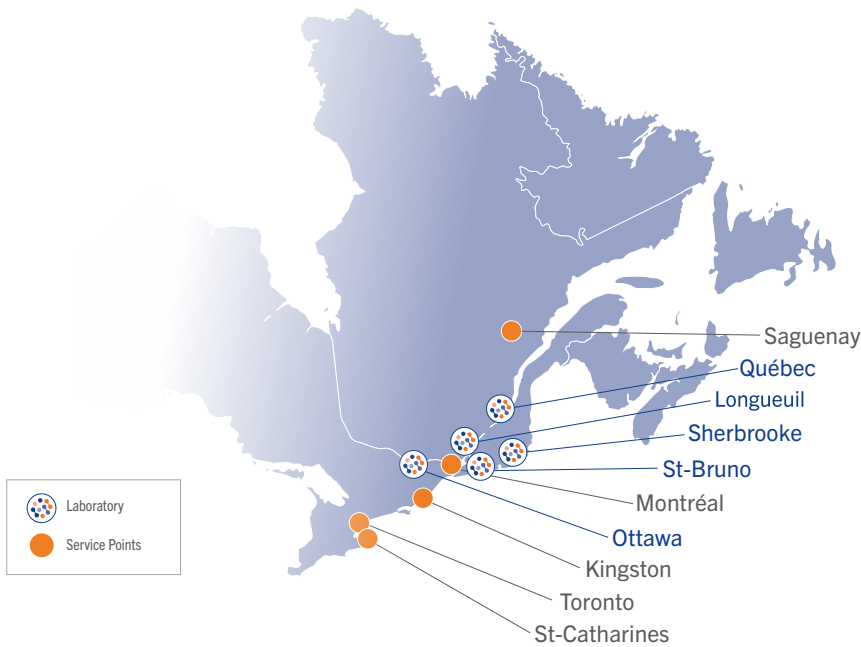 Saguenay
Québec
Longueuil
Sherbrooke
St-Bruno
Montréal
Ottawa
Kingston
Toronto
St-Catharines
Laboratory
Service Points